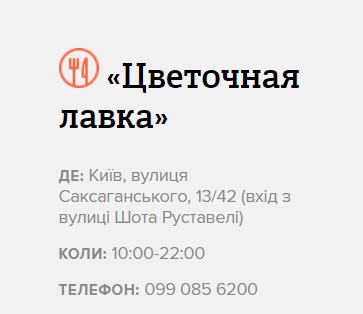 «Цветочная
лавка»
ДЕ: Київ, вулиця
Саксаганського, 13/42 (вхід з
вулиці Шота Руставелі)
КОЛИ: 10:00-22:00
ТЕЛЕФОН: 099 085 6200